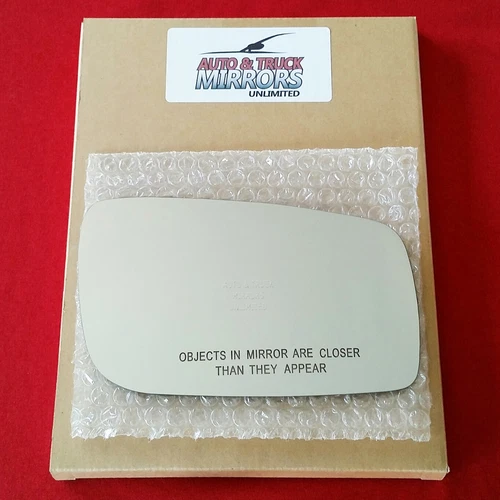 AUTO & TRUCK
MIRRORS
UNLIMITED
OBJECTS IN MIRROR ARE CLOSER
THAN THEY APPEAR